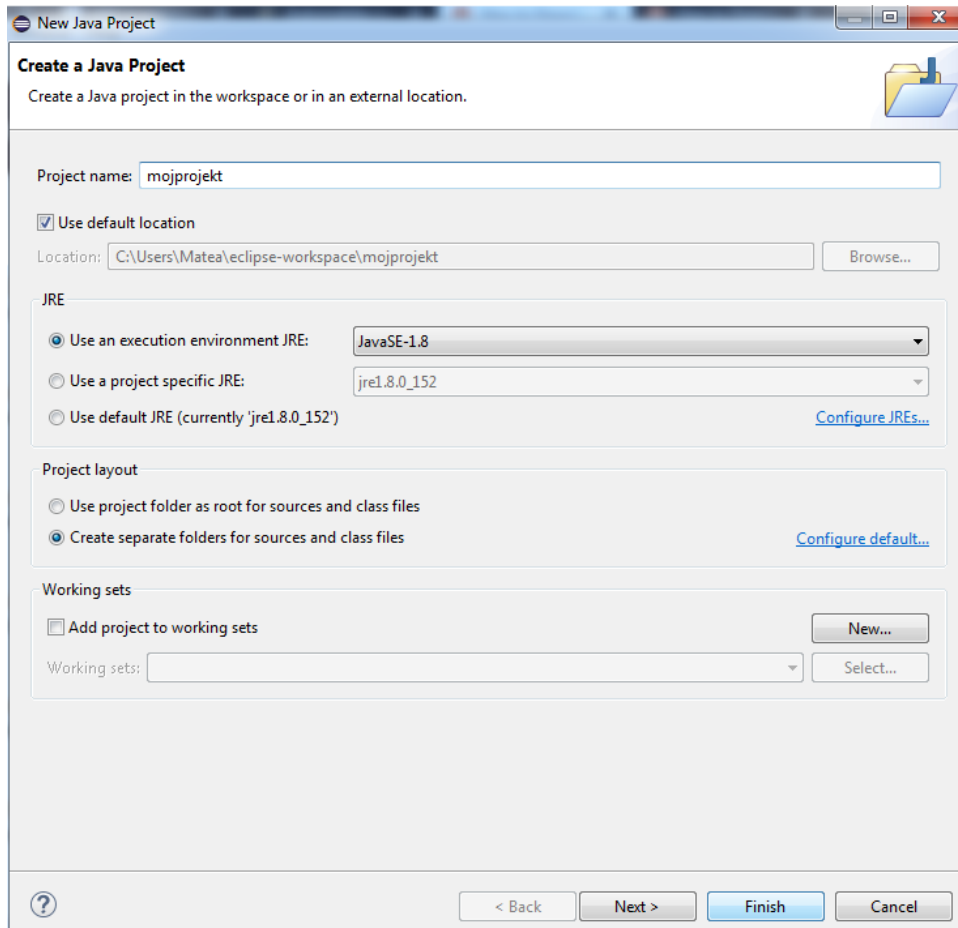 New Java Project
Create a Java Project
Create a Java project in the workspace or in an external location.
Project name: mojprojekt
Use default location
Location: C:\Users\Matea\eclipse-workspace\mojprojekt Browse...
JRE
Use an execution environment JRE: JavaSE-1.8
Use a project specific JRE: jre1.8.0_152
Use default JRE (currently 'jre1.8.0_152') Configure JREs...
Project layout
Use project folder as root for sources and class files
Create separate folders for sources and class files Configure default...
Working sets
Add project to working sets New...
Working sets: Select...
? < Back Next > Finish Cancel